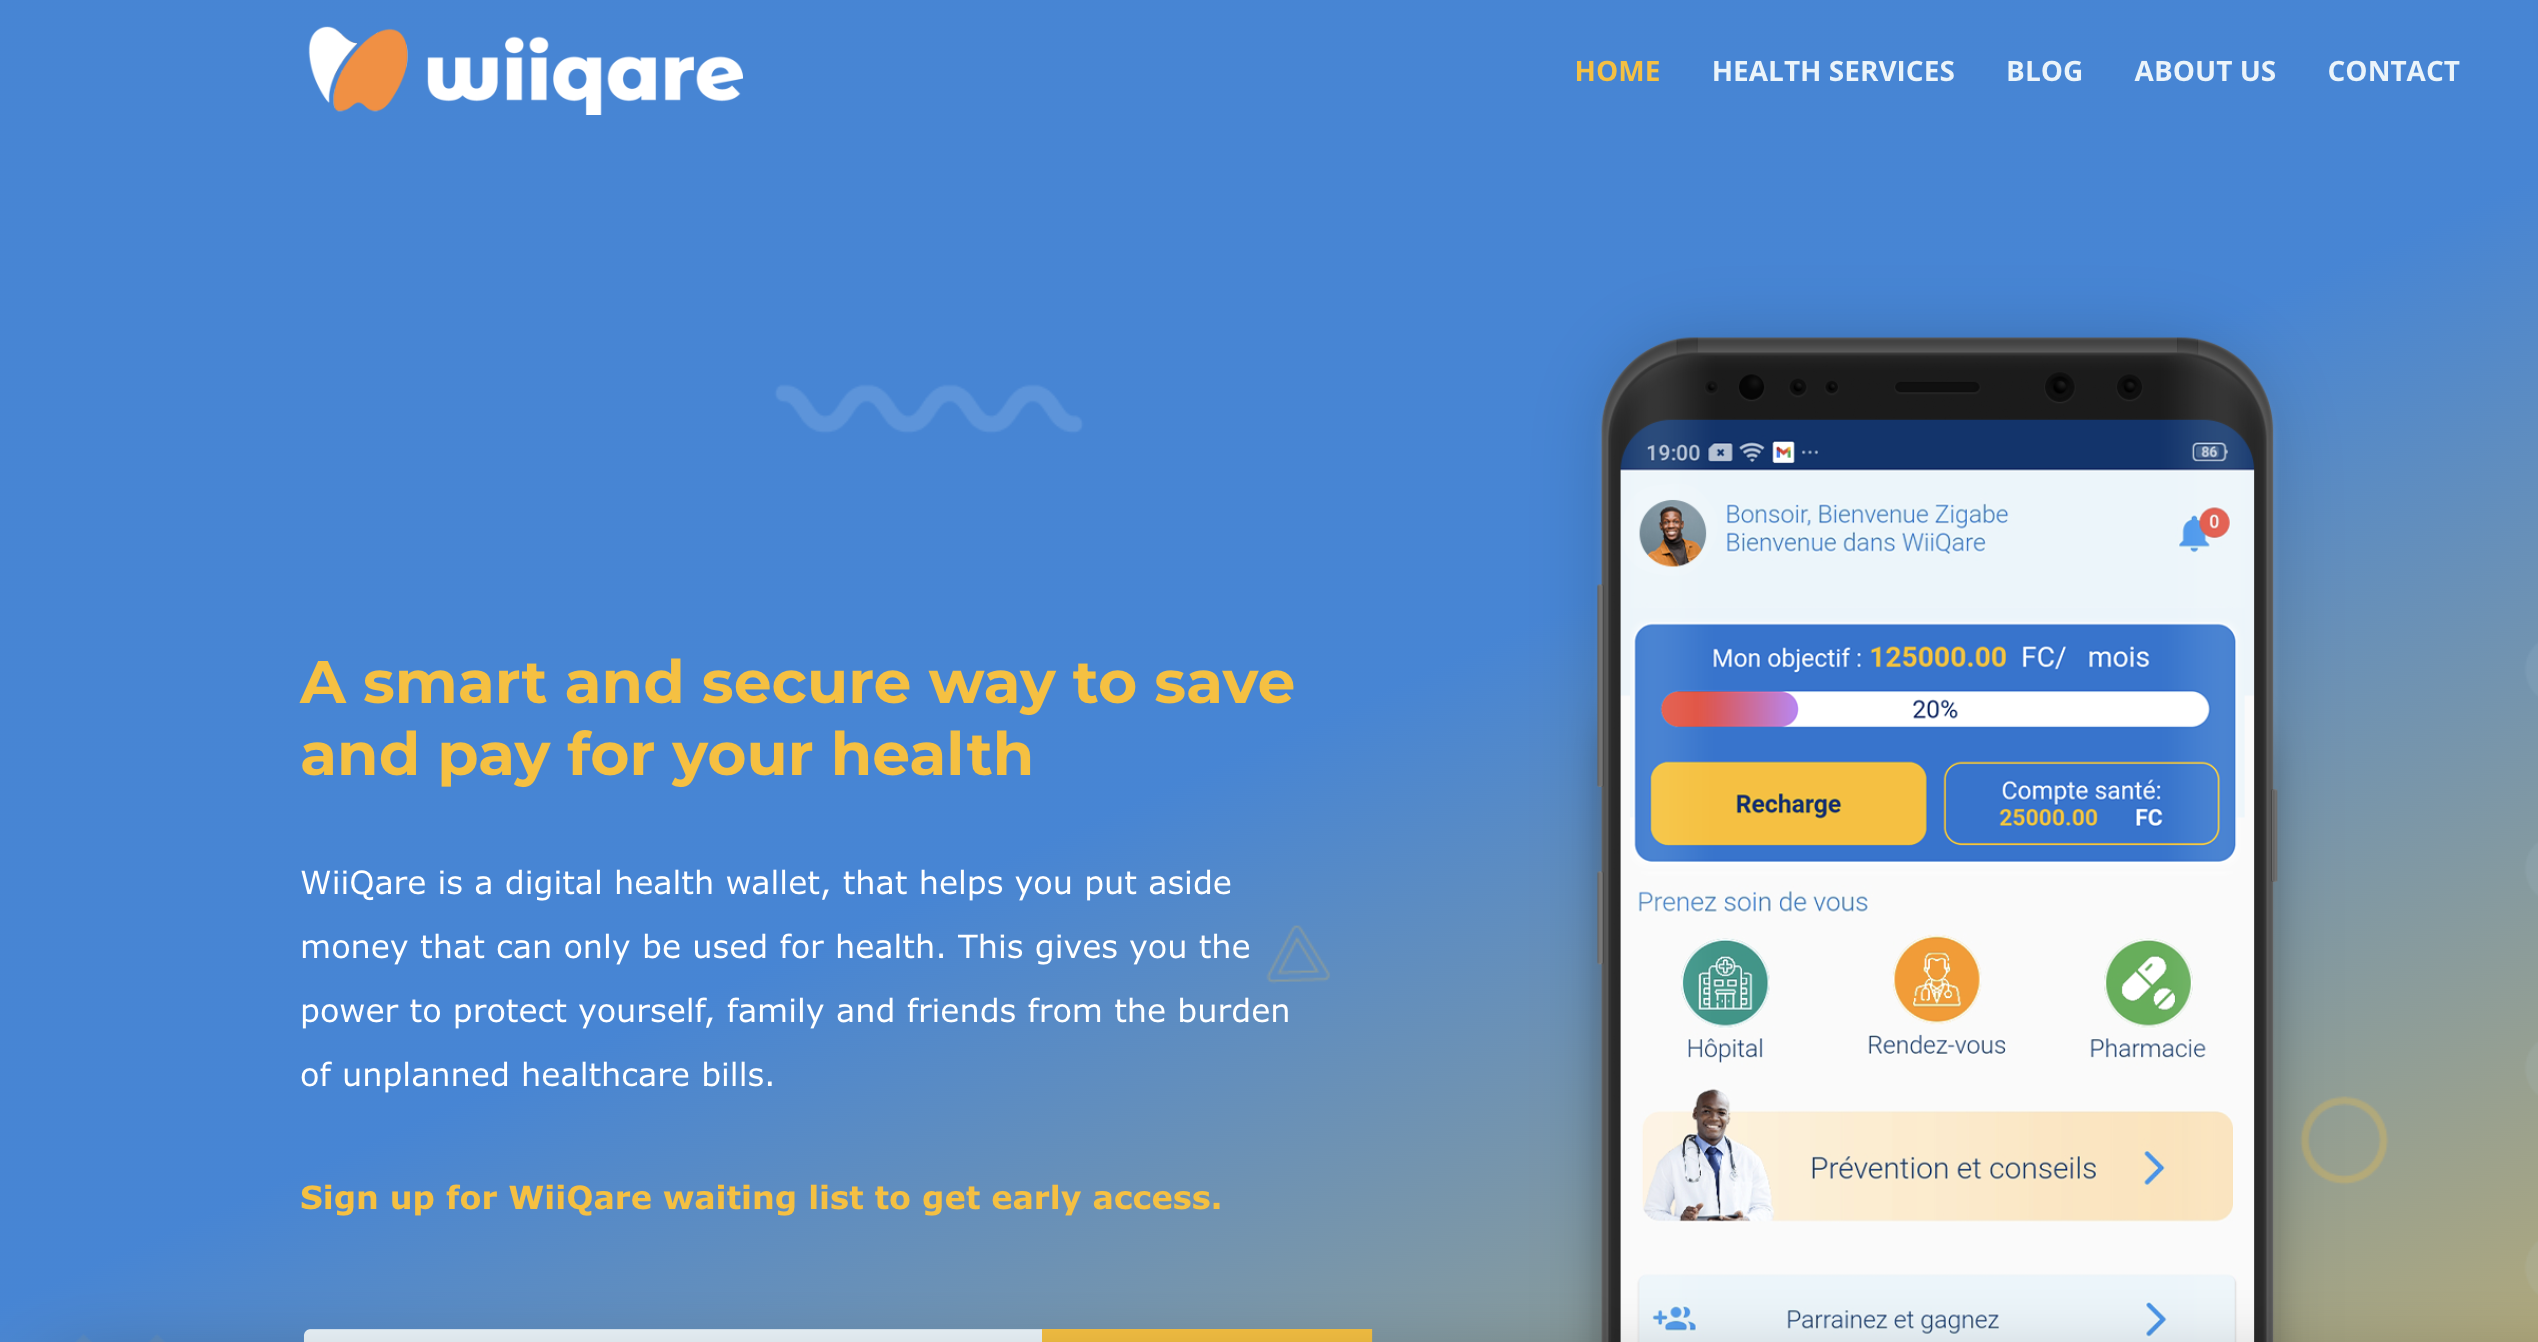 wiiqare
HOME HEALTH SERVICES BLOG ABOUT US CONTACT
A smart and secure way to save
and pay for your health
WiiQare is a digital health wallet, that helps you put aside
money that can only be used for health. This gives you the
power to protect yourself, family and friends from the burden
of unplanned healthcare bills.
Sign up for WiiQare waiting list to get early access.
19:00 ... 86
Bonsoir, Bienvenue Zigabe
Bienvenue dans WiiQare
0
Mon objectif : 125000.00 FC/ mois
20%
Recharge
Compte santé:
25000.00 FC
Prenez soin de vous
Hôpital Rendez-vous Pharmacie
Prévention et conseils
Parrainez et gagnez